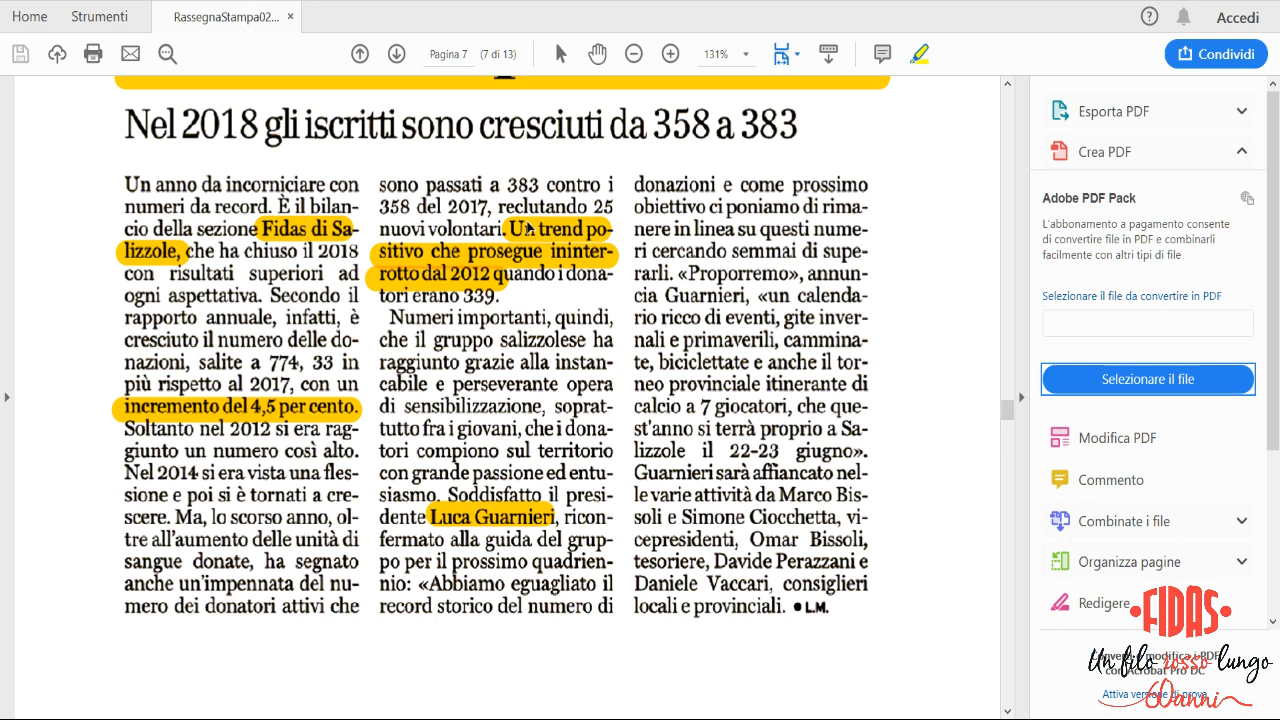 Home Strumenti RassegnaStampa02... × ? Accedi
Pagina 7 (7 di 13) 131% Condividi
Nel 2018 gli iscritti sono cresciuti da 358 a 383
Un anno da incorniciare con
numeri da record. È il bilan-
cio della sezione Fidas di Sa-
lizzole, che ha chiuso il 2018
con risultati superiori ad
ogni aspettativa. Secondo il
rapporto annuale, infatti, è
cresciuto il numero delle do-
nazioni, salite a 774, 33 in
più rispetto al 2017, con un
incremento del 4,5 per cento.
Soltanto nel 2012 si era rag-
giunto un numero così alto.
Nel 2014 si era vista una fles-
sione e poi si è tornati a cre-
scere. Ma, lo scorso anno, ol-
tre all'aumento delle unità di
sangue donate, ha segnato
anche un'impennata del nu-
mero dei donatori attivi che
sono passati a 383 contro i
358 del 2017, reclutando 25
nuovi volontari. Un trend po-
sitivo che prosegue ininter-
rotto dal 2012 quando i dona-
tori erano 339.
Numeri importanti, quindi,
che il gruppo salizzolese ha
raggiunto grazie alla instan-
cabile e perseverante opera
di sensibilizzazione, soprat-
tutto fra i giovani, che i dona-
tori compiono sul territorio
con grande passione ed entu-
siasmo. Soddisfatto il presi-
dente Luca Guarnieri, ricon-
fermato alla guida del grup-
po per il prossimo quadrien-
nio: «Abbiamo eguagliato il
record storico del numero di
donazioni e come prossimo
obiettivo ci poniamo di rima-
nere in linea su questi nume-
ri cercando semmai di supe-
rarli. «Proporremo», annun-
cia Guarnieri, «un calenda-
rio ricco di eventi, gite inver-
nali e primaverili, cammina-
te, biciclettate e anche il tor-
neo provinciale itinerante di
calcio a 7 giocatori, che que-
st'anno si terrà proprio a Sa-
lizzole il 22-23 giugno».
Guarnieri sarà affiancato nel-
le varie attività da Marco Bis-
soli e Simone Ciocchetta, vi-
cepresidenti, Omar Bissoli,
tesoriere, Davide Perazzani e
Daniele Vaccari, consiglieri
locali e provinciali. ● L.M.
Esporta PDF
Crea PDF
Adobe PDF Pack
L'abbonamento a pagamento consente
di convertire file in PDF e combinarli
facilmente con altri tipi di file
Selezionare il file da convertire in PDF
Selezionare il file
Modifica PDF
Commento
Combinate i file
Organizza pagine
Redigere
•FIDAS•
Un filo rosso lungo
60anni
Attiva versione di prova